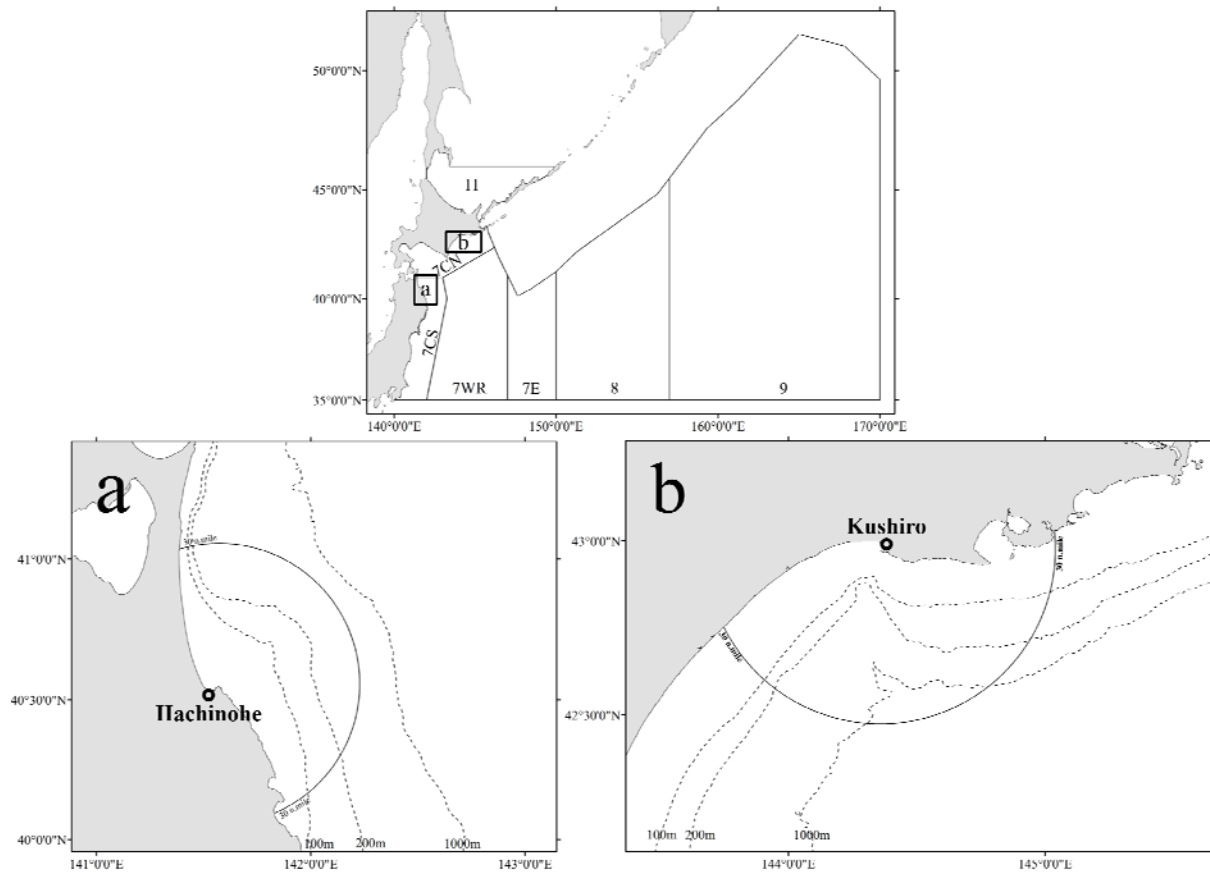 50°0'0"N
45°0'0"N
40°0'0"N
35°0'0"N
11
b
7CN
a
7CS
7WR
7E
8
9
140°0'0"E
150°0'0"E
160°0'0"E
170°0'0"E
a
30 n.mile
41°0'0"N
40°30'0"N
40°0'0"N
Hachinohe
30 n.mile
100m
200m
1000m
141°0'0"E
142°0'0"E
143°0'0"E
b
Kushiro
43°0'0"N
30 n.mile
30 n.mile
42°30'0"N
100m
200m
1000m
144°0'0"E
145°0'0"E